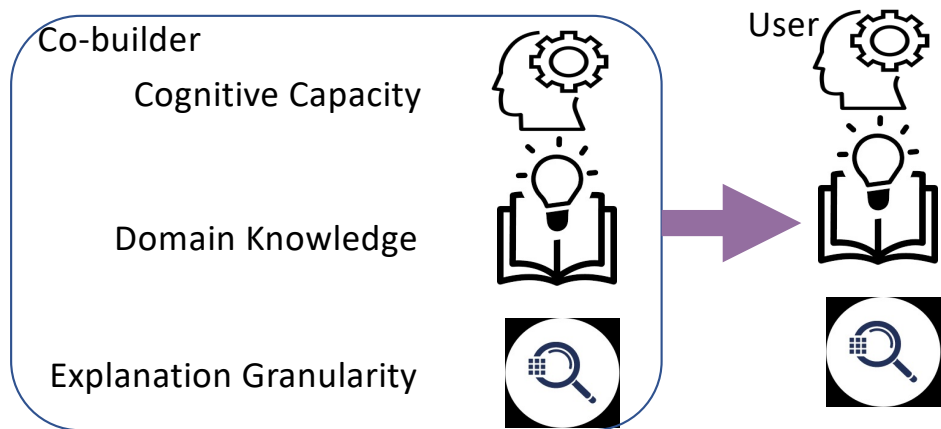 Co-builder
User
Cognitive Capacity
Domain Knowledge
Explanation Granularity